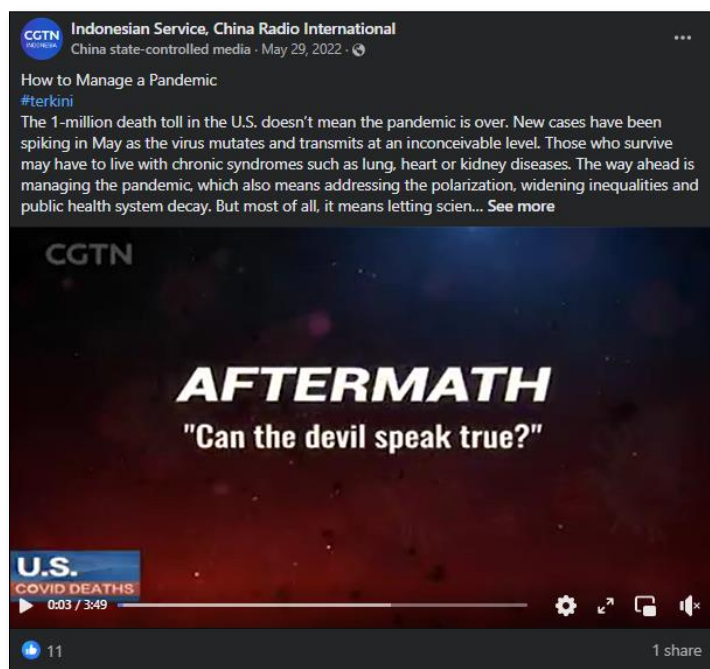 CGTN
INDONESIA
Indonesian Service, China Radio International
China state-controlled media · May 29, 2022 ·
How to Manage a Pandemic
#terkini
The 1-million death toll in the U.S. doesn’t mean the pandemic is over. New cases have been
spiking in May as the virus mutates and transmits at an inconceivable level. Those who survive
may have to live with chronic syndromes such as lung, heart or kidney diseases. The way ahead is
managing the pandemic, which also means addressing the polarization, widening inequalities and
public health system decay. But most of all, it means letting scien... See more
CGTN
AFTERMATH
"Can the devil speak true?"
U.S.
COVID DEATHS
0:03 / 3:49
11
1 share